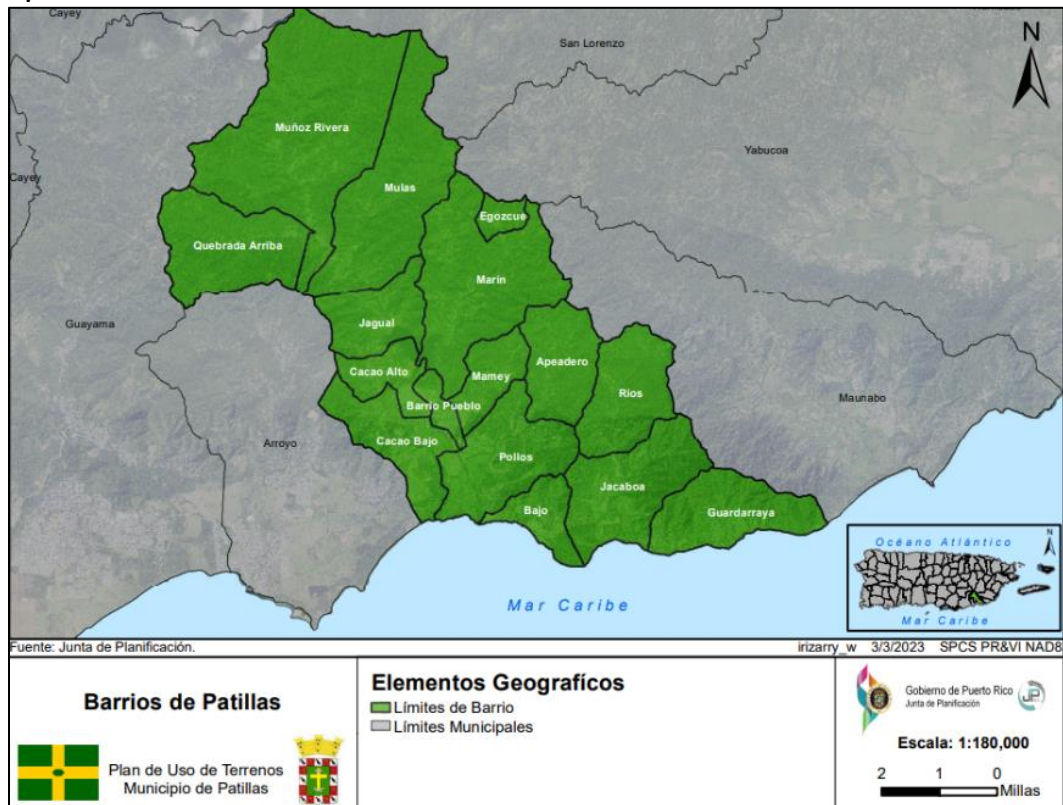 Cayey
San Lorenzo
N
Muñoz Rivera
Yabucoa
Cayey
Mulas
Egozcue
Quebrada Arriba
Marín
Guayama
Jagual
Apeadero
Cacao Alto
Mamey
Ríos
Maunabo
Barrio Pueblo
Arroyo
Cacao Bajo
Pollos
Jacaboa
Bajo
Guardarraya
Mar Caribe
Océano Atlántico
N
Mar Caribe
Fuente: Junta de Planificación.
irizarry_w 3/3/2023 SPCS PR&VI NAD8
Barrios de Patillas
Plan de Uso de Terrenos
Municipio de Patillas
Elementos Geograficos
Límites de Barrio
Límites Municipales
Gobierno de Puerto Rico
Junta de Planificación
JP
Escala: 1:180,000
2 1 0
Millas